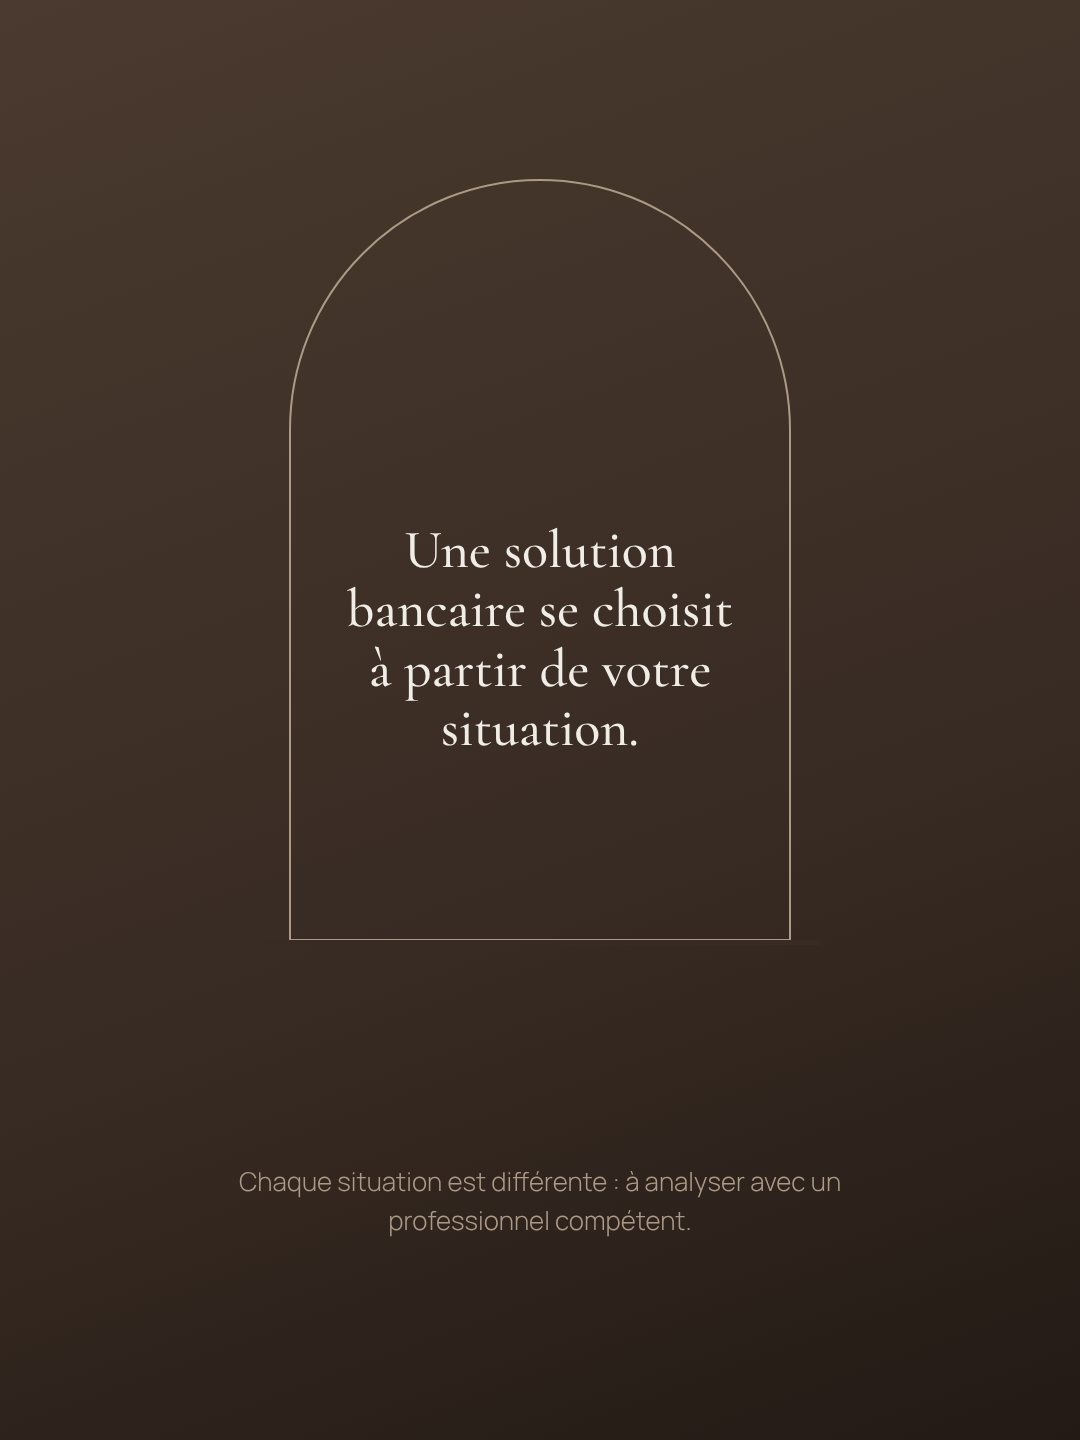 Une solution
bancaire se choisit
à partir de votre
situation.
Chaque situation est différente : à analyser avec un
professionnel compétent.